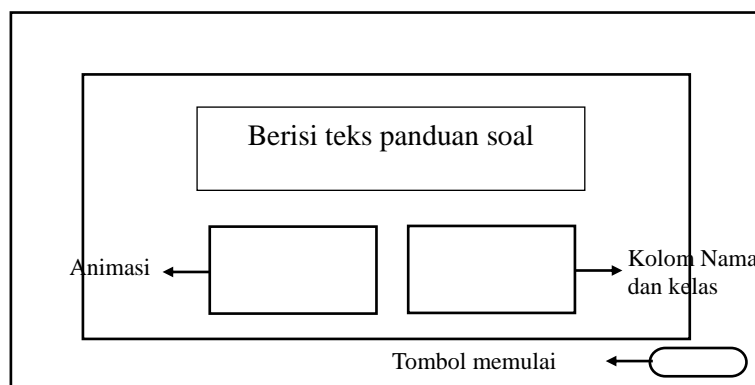 Berisi teks panduan soal
Animasi
Kolom Nama
dan kelas
Tombol memulai